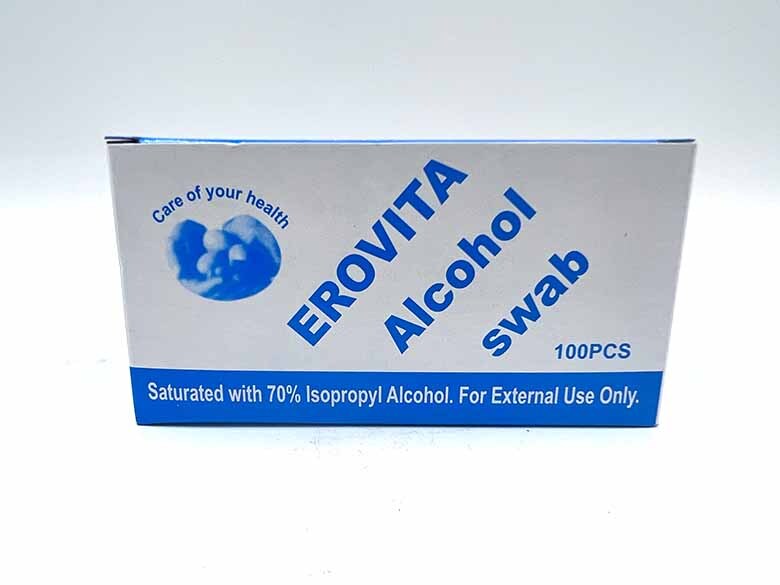 Care of your health
EROVITA
Alcohol
swab
100PCS
Saturated with 70% Isopropyl Alcohol. For External Use Only.